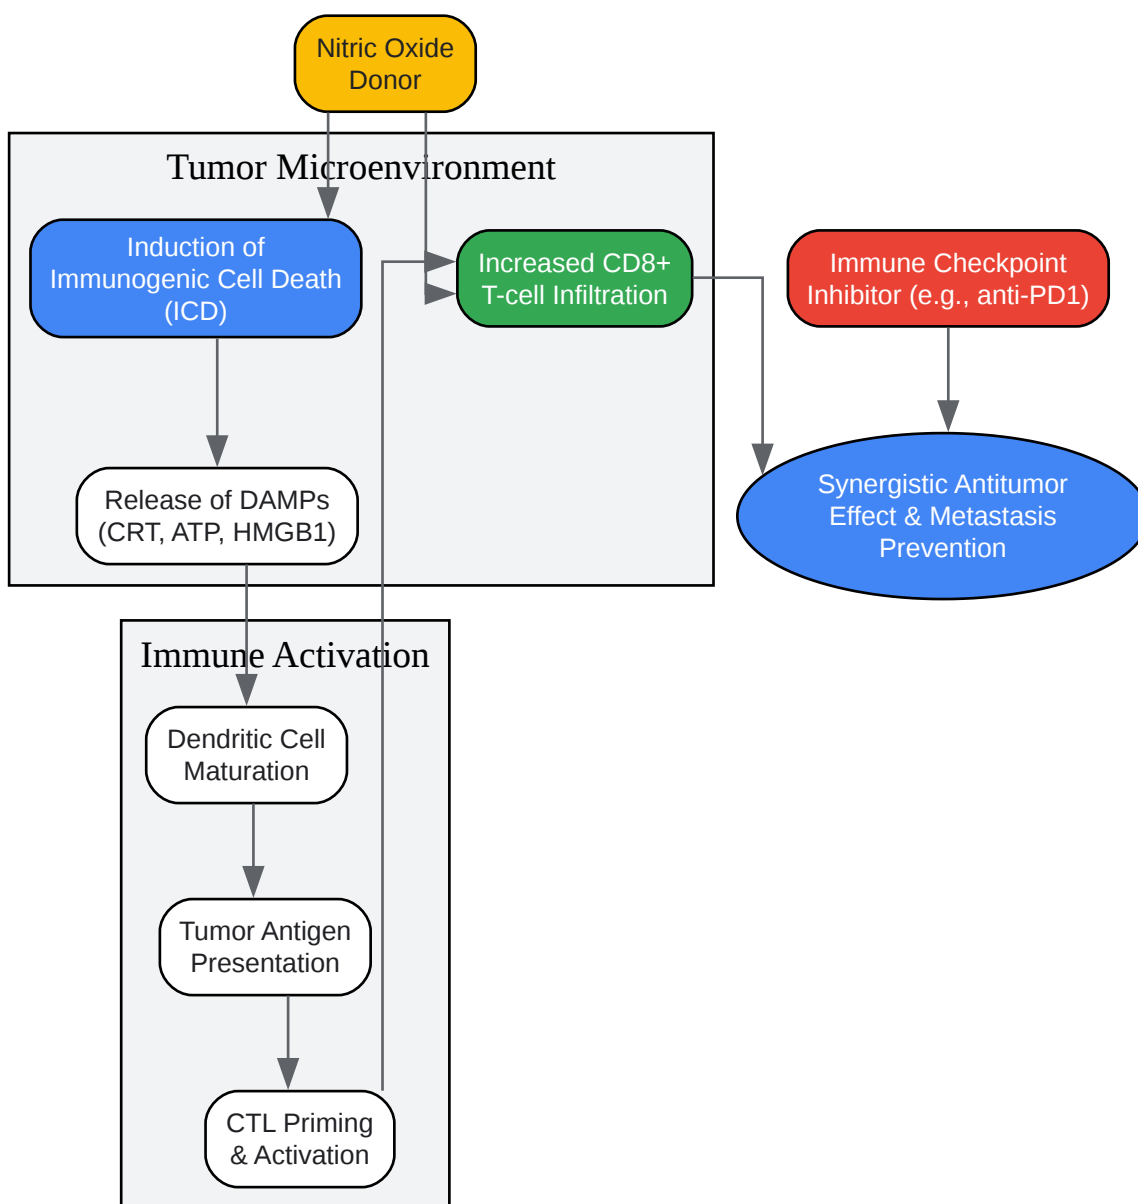 Nitric Oxide
Donor
Tumor Microenvironment
Induction of
Immunogenic Cell Death
(ICD)
Increased CD8+
T-cell Infiltration
Immune Checkpoint
Inhibitor (e.g., anti-PD1)
Release of DAMPs
(CRT, ATP, HMGB1)
Synergistic Antitumor
Effect & Metastasis
Prevention
Immune Activation
Dendritic Cell
Maturation
Tumor Antigen
Presentation
CTL Priming
& Activation